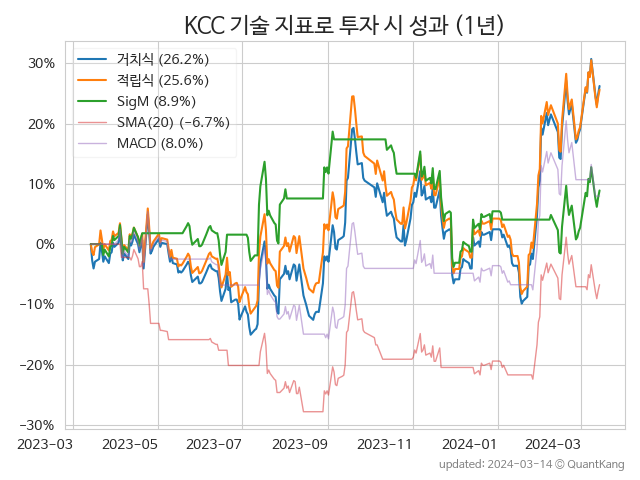 KCC 기술 지표로 투자 시 성과 (1년)
거치식 (26.2%)
적립식 (25.6%)
SigM (8.9%)
SMA(20) (−6.7%)
MACD (8.0%)
30%
20%
10%
0%
−10%
−20%
−30%
2023-03 2023-05 2023-07 2023-09 2023-11 2024-01 2024-03
updated: 2024-03-14 ⓒ QuantKang